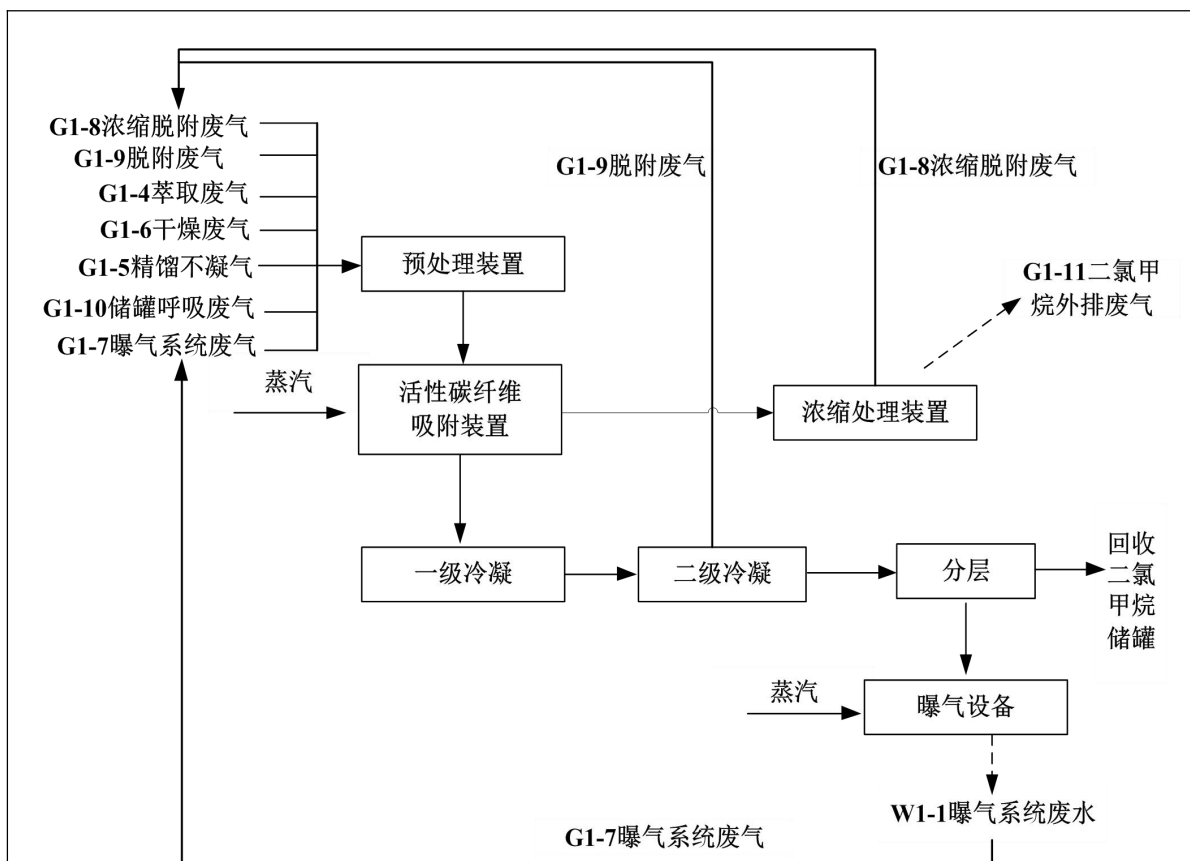 G1-8浓缩脱附废气
G1-9脱附废气
G1-4萃取废气
G1-6干燥废气
G1-5精馏不凝气
G1-10储罐呼吸废气
G1-7曝气系统废气
G1-9脱附废气
G1-8浓缩脱附废气
预处理装置
G1-11二氯甲
烷外排废气
蒸汽
活性碳纤维
吸附装置
浓缩处理装置
一级冷凝
二级冷凝
分层
回收
二氯
甲烷
储罐
蒸汽
曝气设备
W1-1曝气系统废水
G1-7曝气系统废气